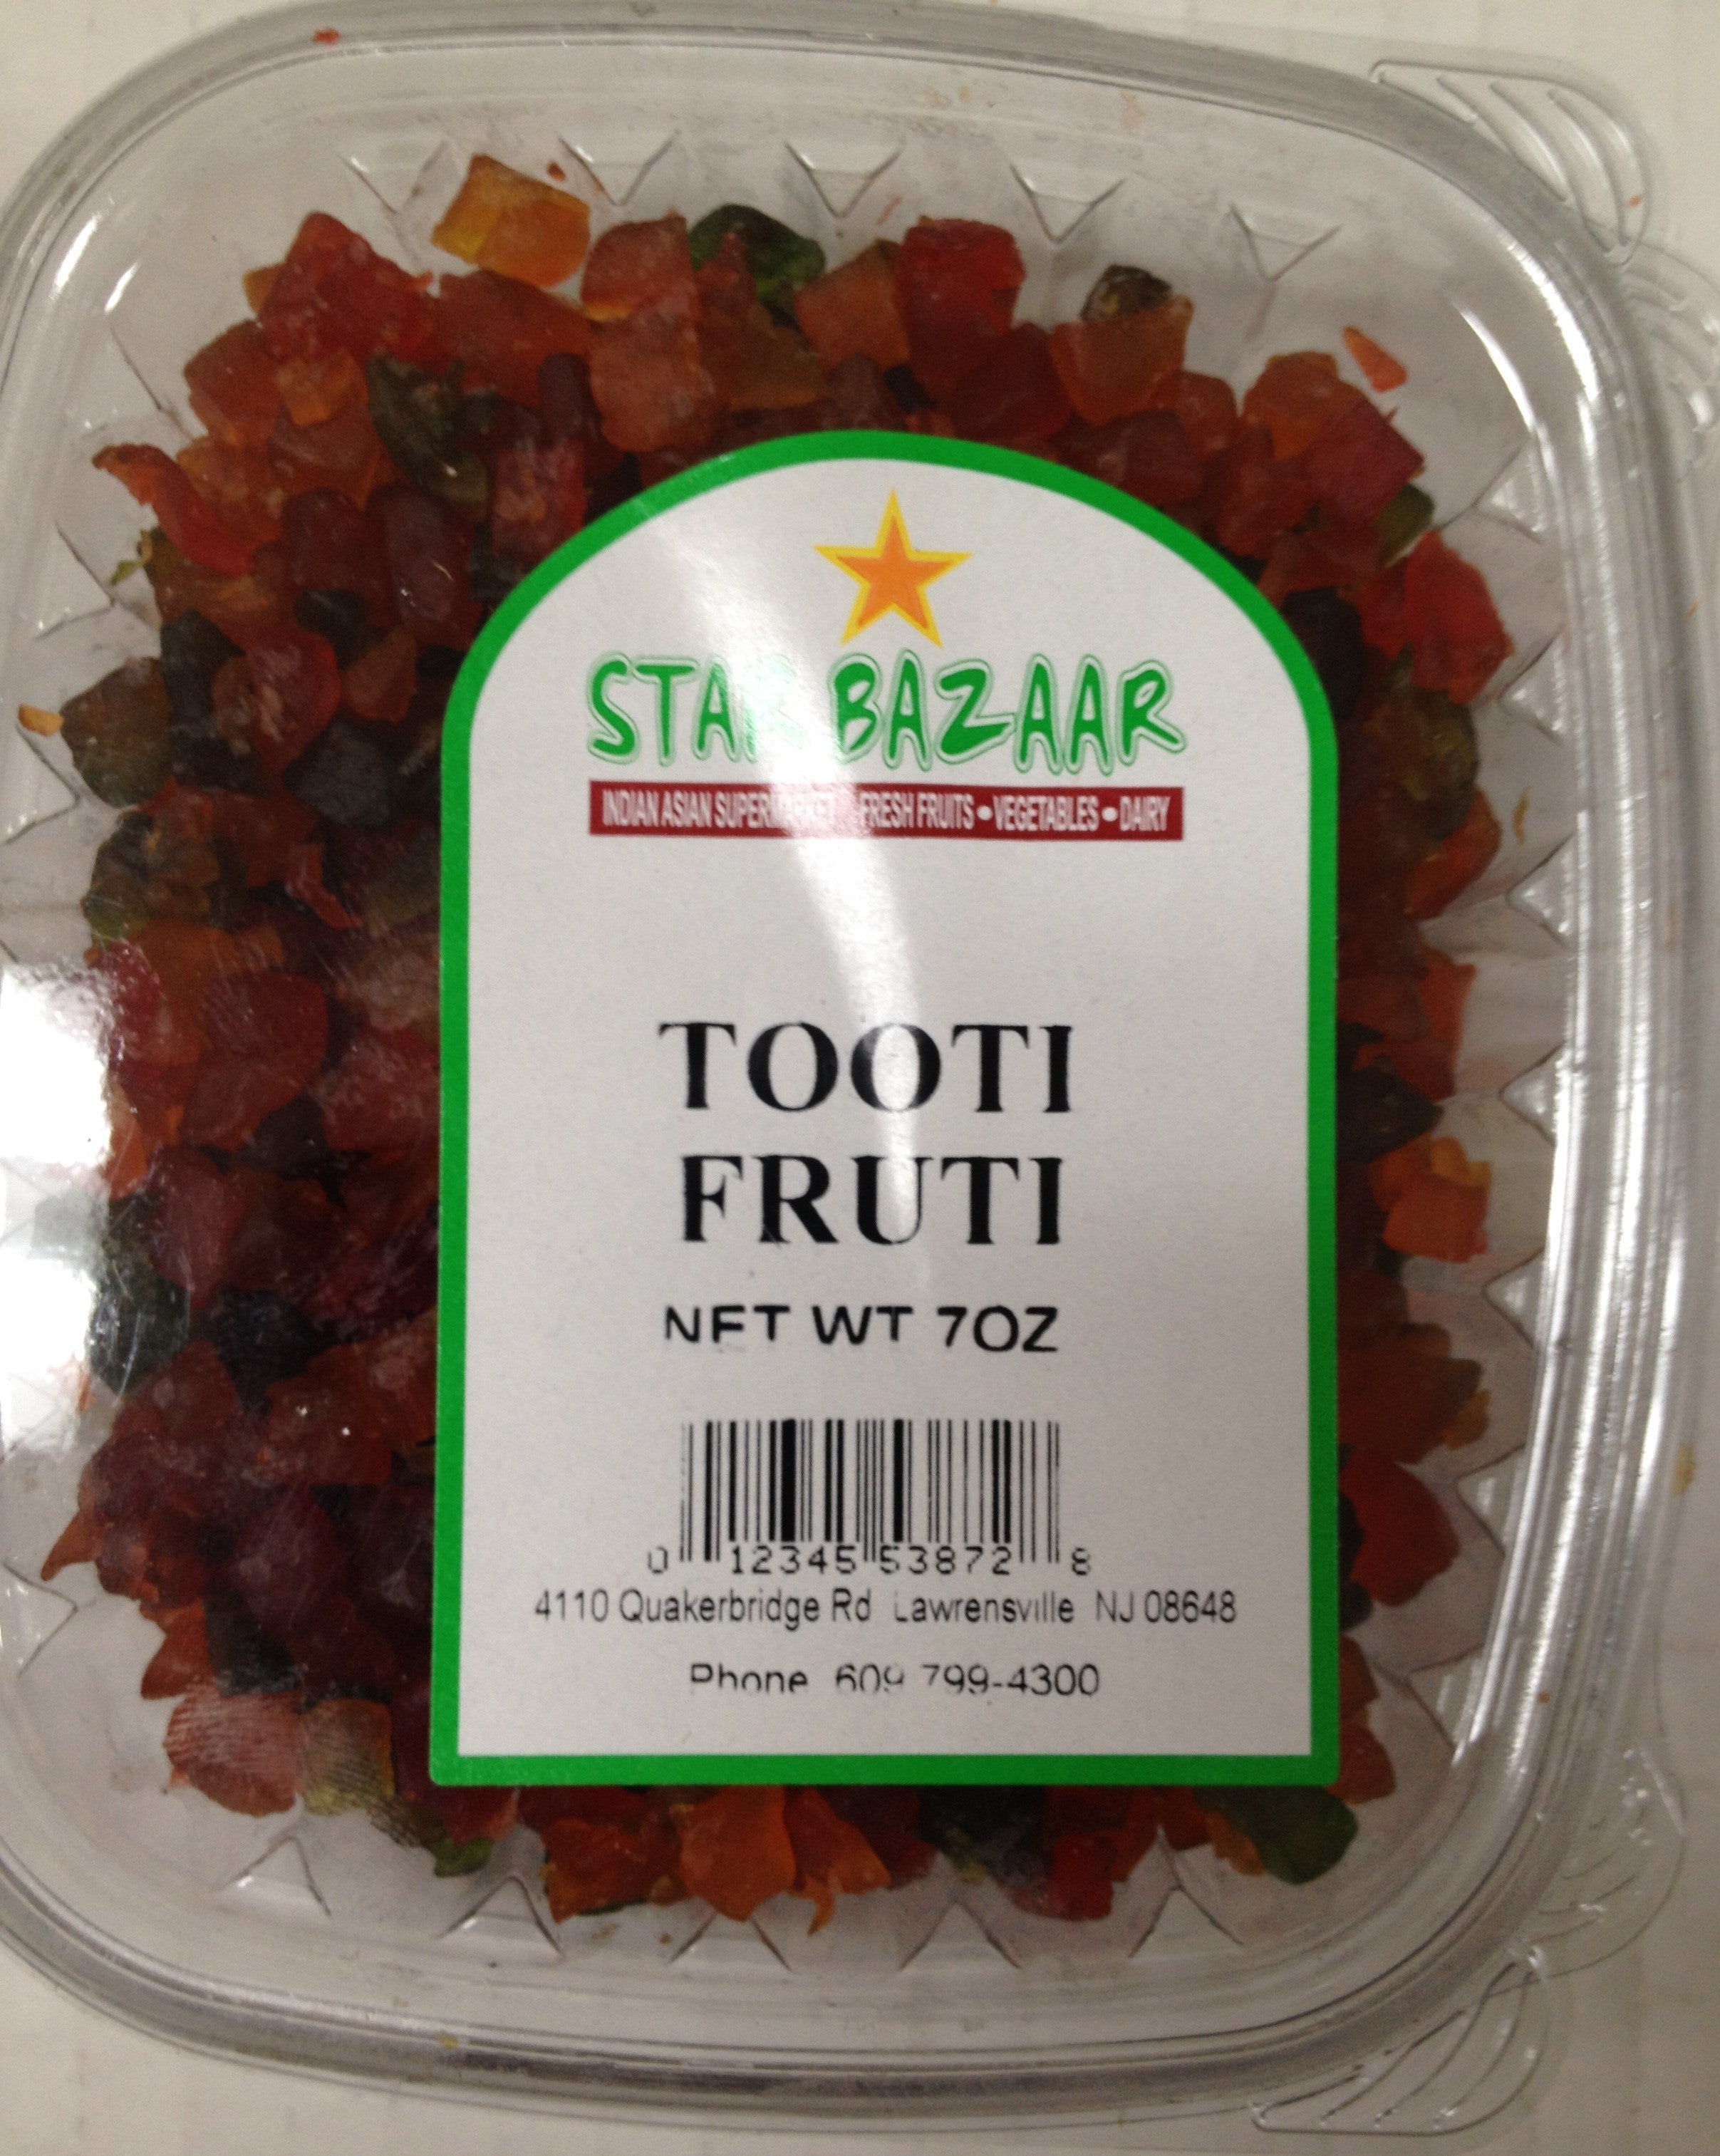 STAR BAZAAR
INDIAN ASIAN SUPERMARKET • FRESH FRUITS • VEGETABLES • DAIRY
TOOTI
FRUTI
NET WT 7OZ
0 12345 53872 8
4110 Quakerbridge Rd Lawrensville NJ 08648
Phone 609 799-4300